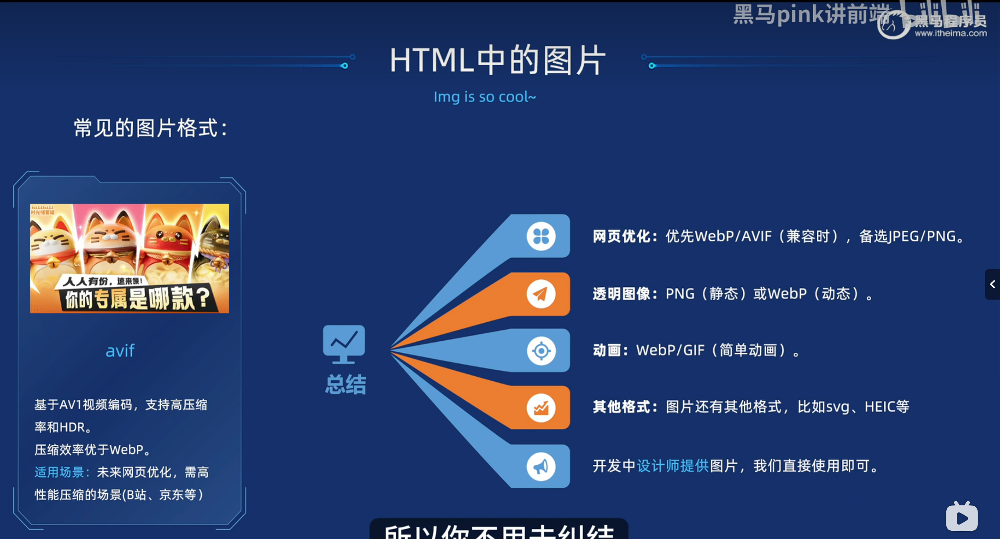 黑马pink讲前端
黑马程序员
www.itheima.com
HTML中的图片
Img is so cool~
常见的图片格式：
bilibili
时光储蓄罐
人人有份，速来领！
你的专属是哪款？
avif
基于AV1视频编码，支持高压缩
率和HDR。
压缩效率优于WebP。
适用场景：未来网页优化，需高
性能压缩的场景(B站、京东等）
总结
网页优化：优先WebP/AVIF（兼容时），备选JPEG/PNG。
透明图像：PNG（静态）或WebP（动态）。
动画：WebP/GIF（简单动画）。
其他格式：图片还有其他格式，比如svg、HEIC等
开发中设计师提供图片，我们直接使用即可。
所以你不用去纠结